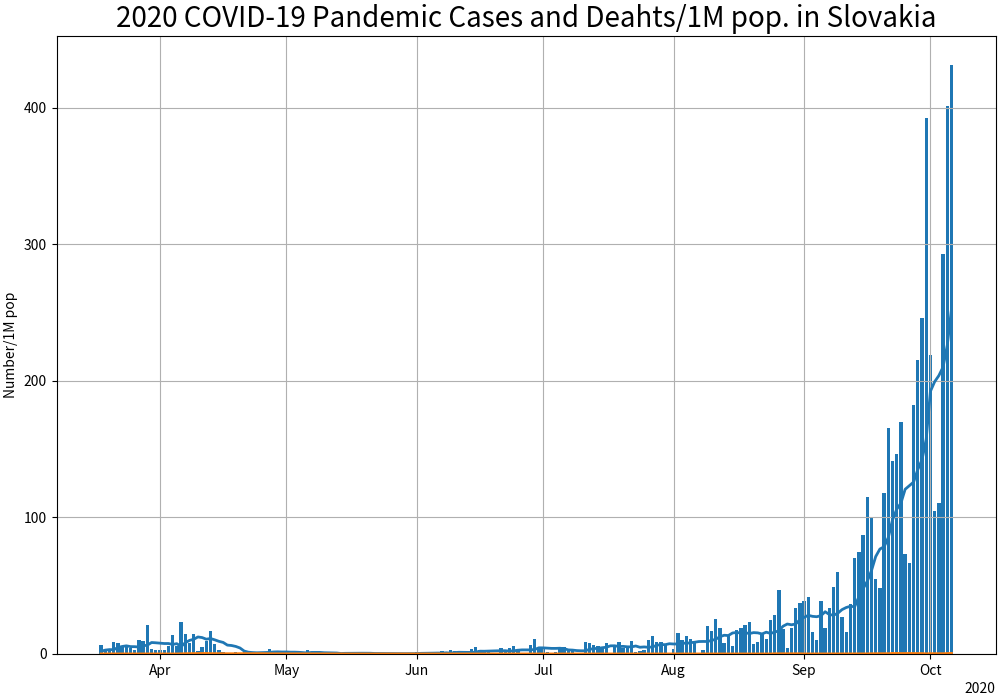 2020 COVID-19 Pandemic Cases and Deahts/1M pop. in Slovakia
Number/1M pop
400
300
200
100
0
Apr May Jun Jul Aug Sep Oct
2020